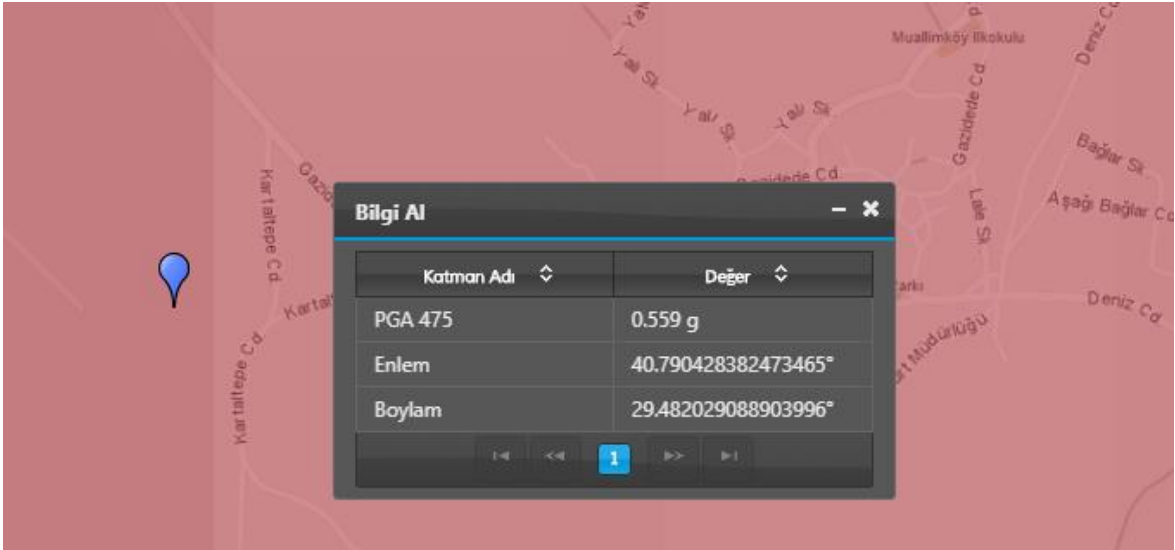 Yalı Sk.
Muallimköy İlkokulu
Deniz Cd.
Yalı Sk.
Yalı Sk.
Gazidede Cd.
Bağlar Sk.
Gazidede Cd.
Kartaltepe Cd.
Lale Sk.
Aşağı Bağlar Cd.
Bilgi Al
Katman Adı Değer
PGA 475 0.559 g
Enlem 40.790428382473465°
Boylam 29.482029088903996°
1
Deniz Cd.
Kartaltepe Cd.